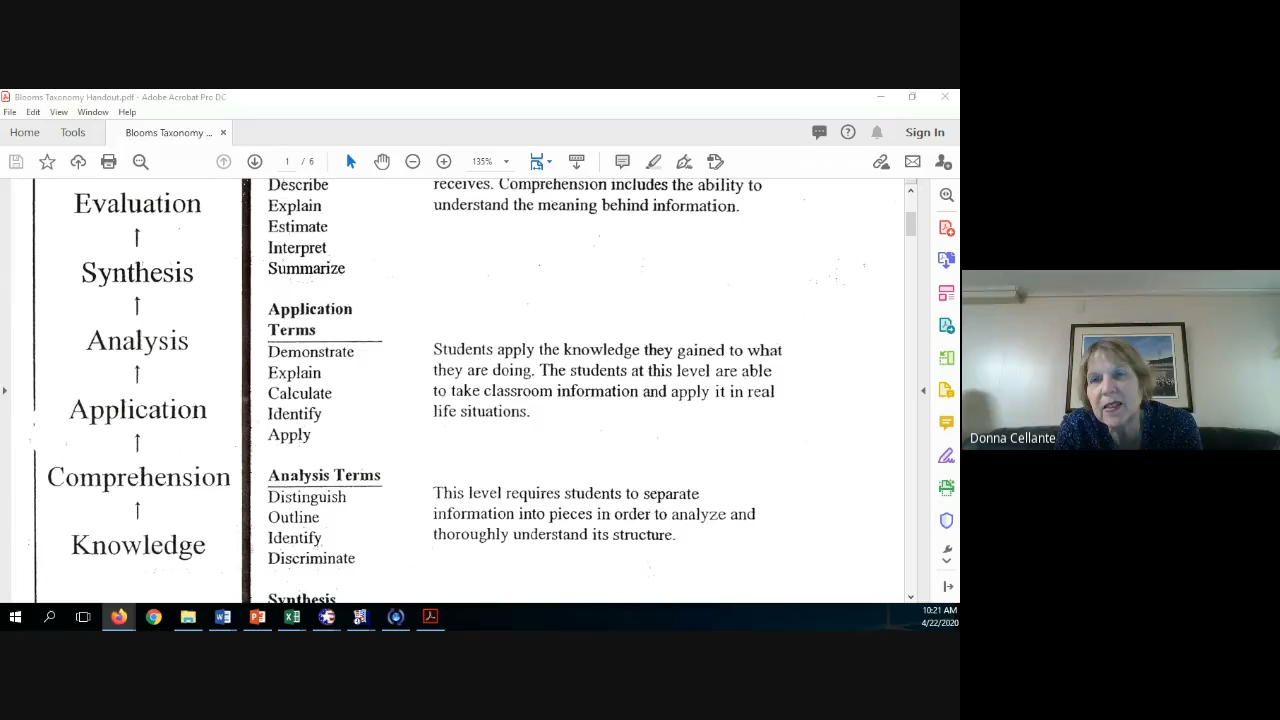 Blooms Taxonomy Handout.pdf - Adobe Acrobat Pro DC
File Edit View Window Help
Home Tools Blooms Taxonomy ... × Sign In
1 / 6 135%
Evaluation
↑
Synthesis
↑
Analysis
↑
Application
↑
Comprehension
↑
Knowledge
Describe
Explain
Estimate
Interpret
Summarize
receives. Comprehension includes the ability to
understand the meaning behind information.
Application
Terms
Demonstrate
Explain
Calculate
Identify
Apply
Students apply the knowledge they gained to what
they are doing. The students at this level are able
to take classroom information and apply it in real
life situations.
Analysis Terms
Distinguish
Outline
Identify
Discriminate
This level requires students to separate
information into pieces in order to analyze and
thoroughly understand its structure.
Synthesis
Donna Cellante
10:21 AM
4/22/2020